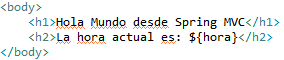 <body>
<h1>Hola Mundo desde Spring MVC</h1>
<h2>La hora actual es: ${hora}</h2>
</body>